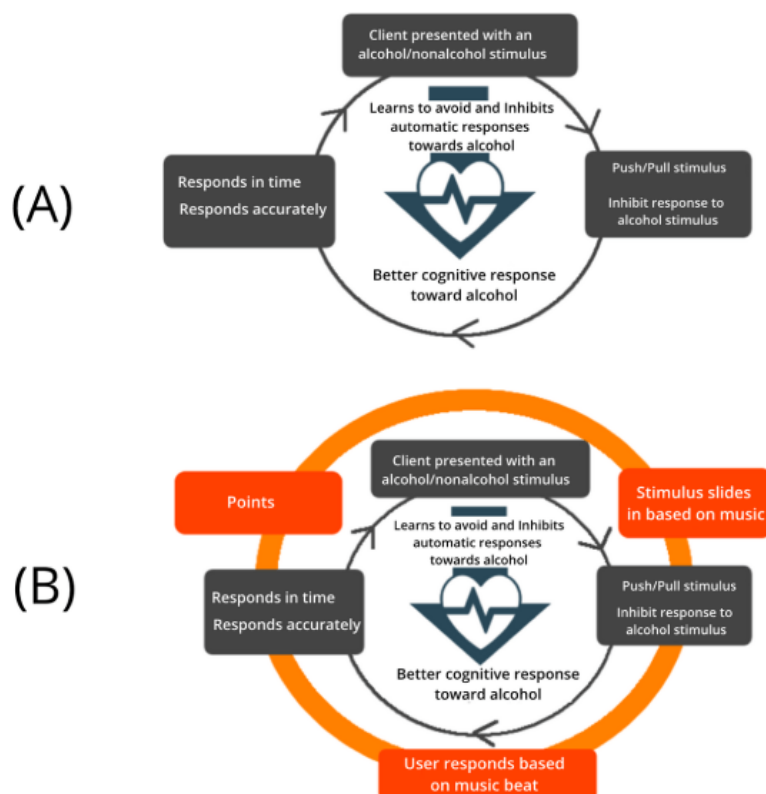 (A)
Client presented with an
alcohol/nonalcohol stimulus
Learns to avoid and Inhibits
automatic responses
towards alcohol
Responds in time
Responds accurately
Push/Pull stimulus
Inhibit response to
alcohol stimulus
Better cognitive response
toward alcohol
(B)
Client presented with an
alcohol/nonalcohol stimulus
Points
Stimulus slides
in based on music
Learns to avoid and Inhibits
automatic responses
towards alcohol
Responds in time
Responds accurately
Push/Pull stimulus
Inhibit response to
alcohol stimulus
Better cognitive response
toward alcohol
User responds based
on music beat